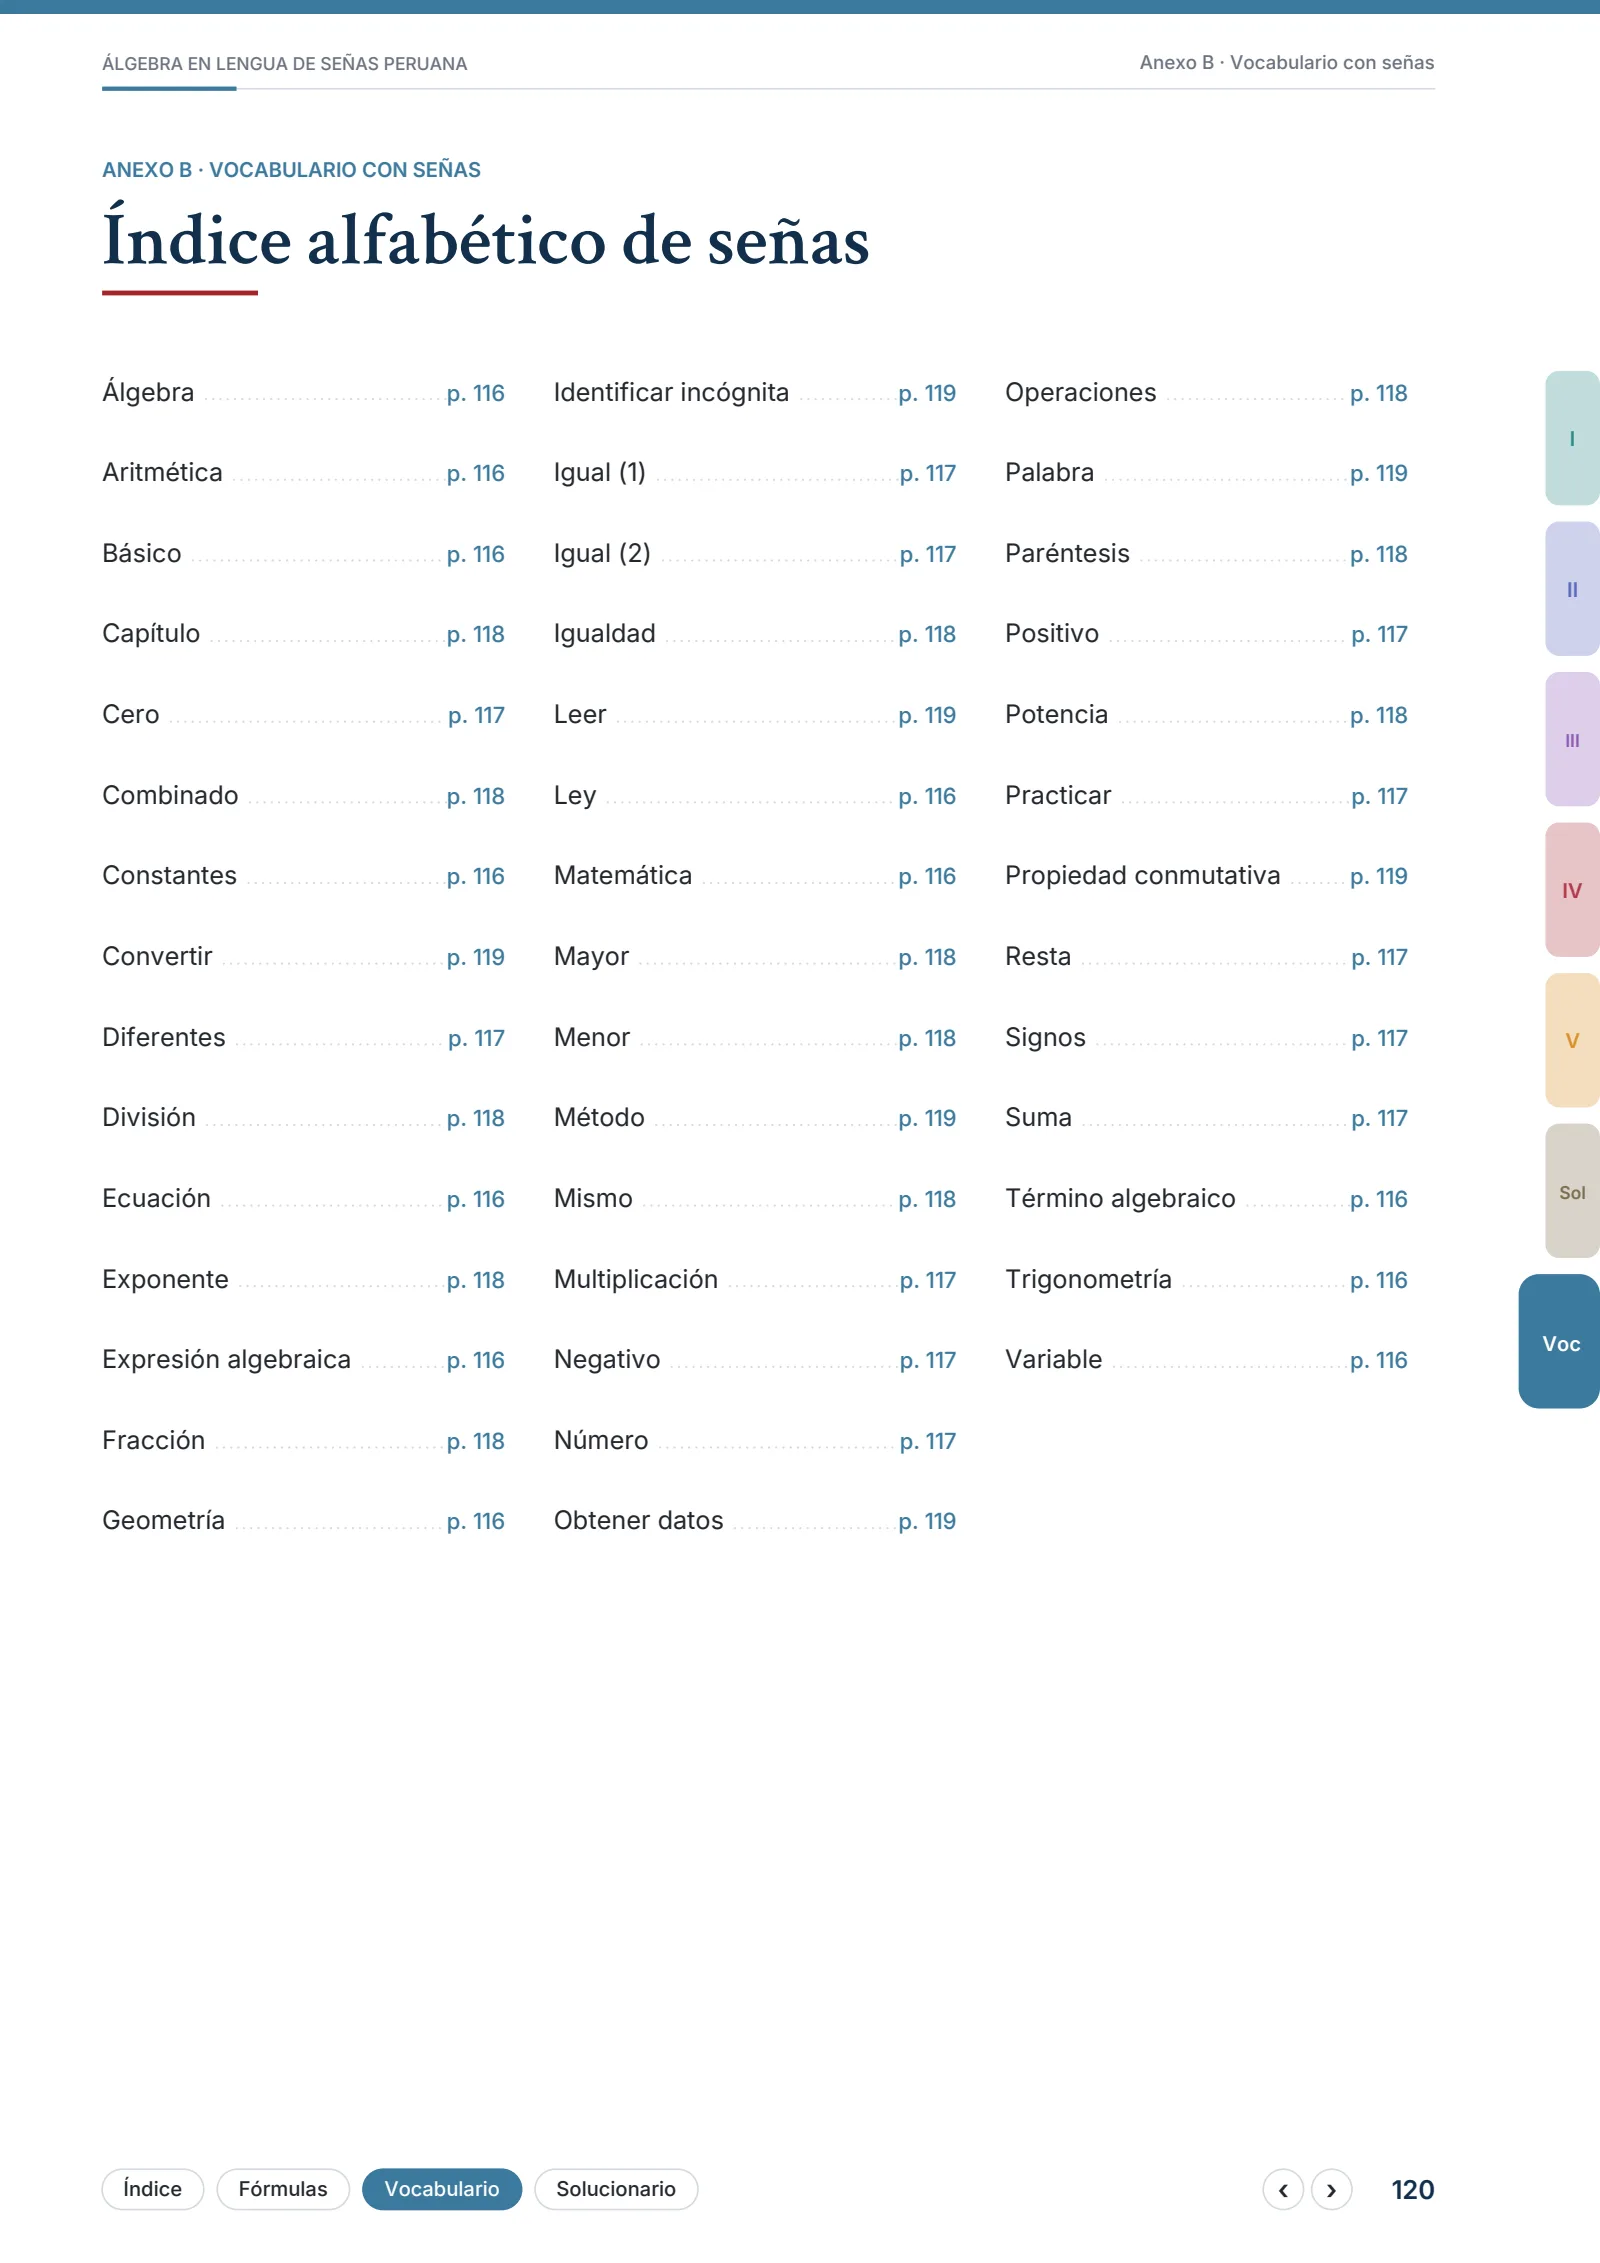 ÁLGEBRA EN LENGUA DE SEÑAS PERUANA
Anexo B · Vocabulario con señas
ANEXO B · VOCABULARIO CON SEÑAS
Índice alfabético de señas
Álgebra p. 116
Aritmética p. 116
Básico p. 116
Capítulo p. 118
Cero p. 117
Combinado p. 118
Constantes p. 116
Convertir p. 119
Diferentes p. 117
División p. 118
Ecuación p. 116
Exponente p. 118
Expresión algebraica p. 116
Fracción p. 118
Geometría p. 116
Identificar incógnita p. 119
Igual (1) p. 117
Igual (2) p. 117
Igualdad p. 118
Leer p. 119
Ley p. 116
Matemática p. 116
Mayor p. 118
Menor p. 118
Método p. 119
Mismo p. 118
Multiplicación p. 117
Negativo p. 117
Número p. 117
Obtener datos p. 119
Operaciones p. 118
Palabra p. 119
Paréntesis p. 118
Positivo p. 117
Potencia p. 118
Practicar p. 117
Propiedad conmutativa p. 119
Resta p. 117
Signos p. 117
Suma p. 117
Término algebraico p. 116
Trigonometría p. 116
Variable p. 116
I
II
III
IV
V
Sol
Voc
Índice
Fórmulas
Vocabulario
Solucionario
‹ ›
120